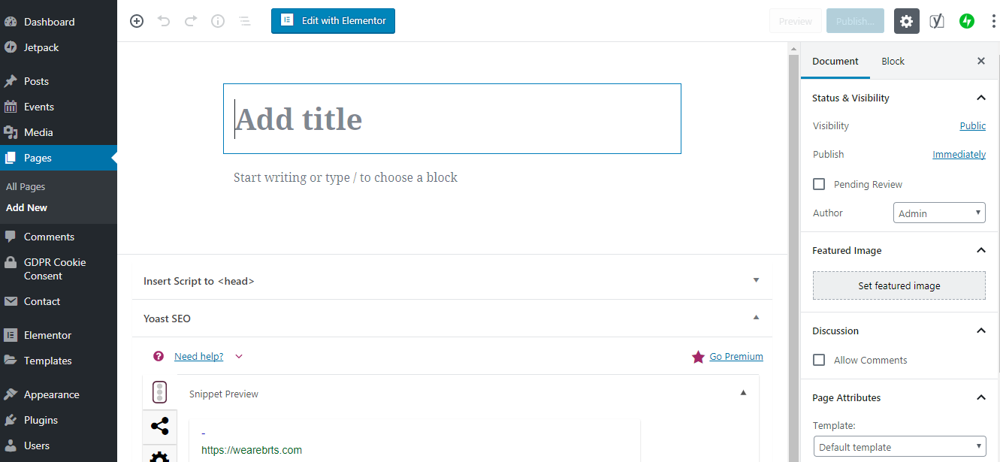 Dashboard
Jetpack
Posts
Events
Media
Pages
All Pages
Add New
Comments
GDPR Cookie
Consent
Contact
Elementor
Templates
Appearance
Plugins
Users
Edit with Elementor
Preview
Publish...
Add title
Start writing or type / to choose a block
Insert Script to <head>
Yoast SEO
Need help?
Go Premium
Snippet Preview
-
https://wearebrts.com
Document Block
Status & Visibility
Visibility Public
Publish Immediately
Pending Review
Author Admin
Featured Image
Set featured image
Discussion
Allow Comments
Page Attributes
Template:
Default template